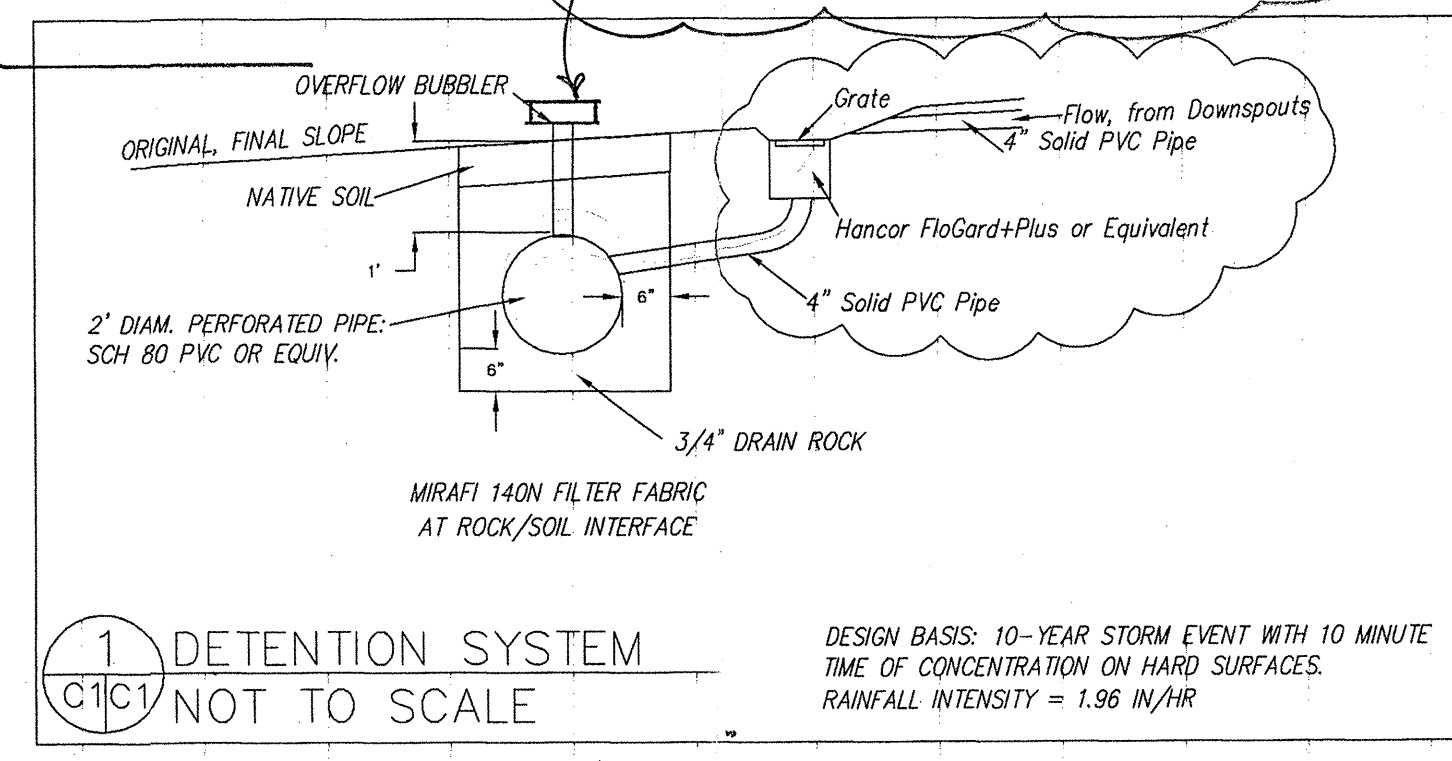 OVERFLOW BUBBLER
Grate
Flow, from Downspouts
4" Solid PVC Pipe
ORIGINAL, FINAL SLOPE
NATIVE SOIL
Hancor FloGard+Plus or Equivalent
1'
6"
4" Solid PVC Pipe
2' DIAM. PERFORATED PIPE:
SCH 80 PVC OR EQUIV.
6"
3/4" DRAIN ROCK
MIRAFI 140N FILTER FABRIC
AT ROCK/SOIL INTERFACE
1
C1 C1
DETENTION SYSTEM
NOT TO SCALE
DESIGN BASIS: 10-YEAR STORM EVENT WITH 10 MINUTE
TIME OF CONCENTRATION ON HARD SURFACES.
RAINFALL INTENSITY = 1.96 IN/HR